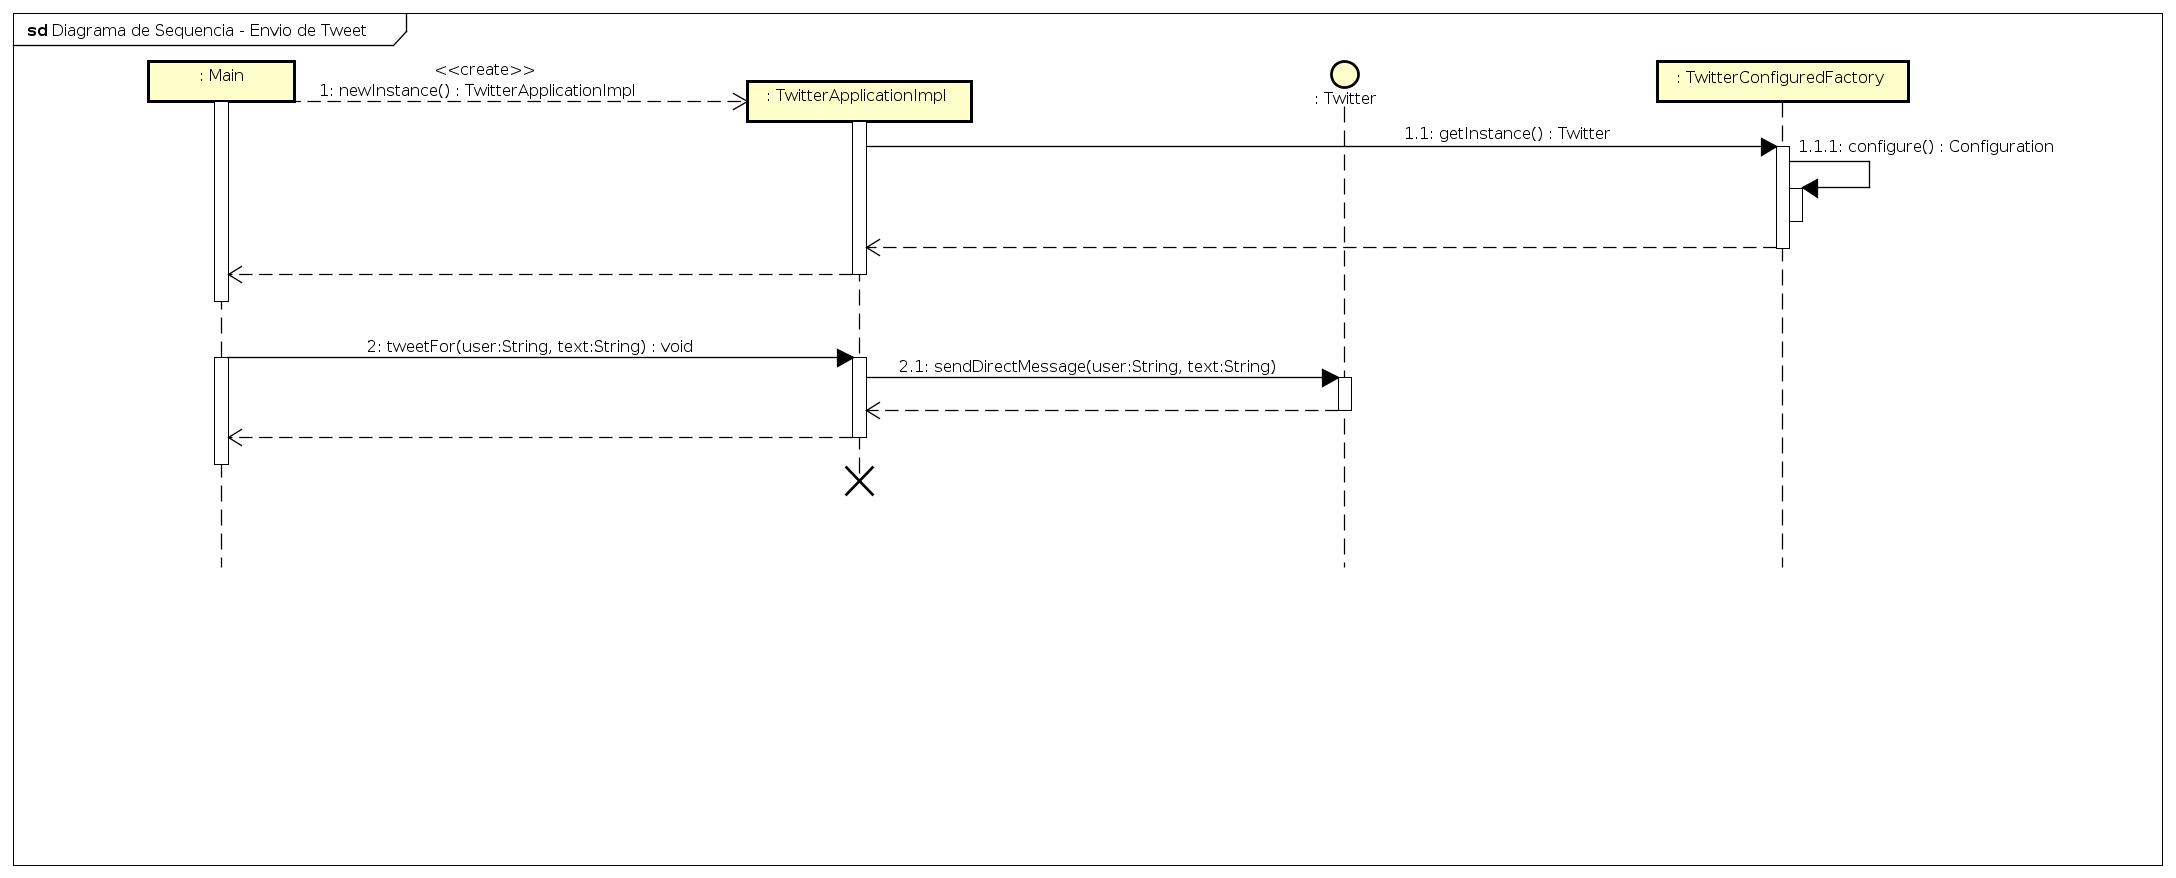 sd Diagrama de Sequencia - Envio de Tweet
: Main
<<create>>
1: newInstance() : TwitterApplicationImpl
: TwitterApplicationImpl
: Twitter
: TwitterConfiguredFactory
1.1: getInstance() : Twitter
1.1.1: configure() : Configuration
2: tweetFor(user:String, text:String) : void
2.1: sendDirectMessage(user:String, text:String)